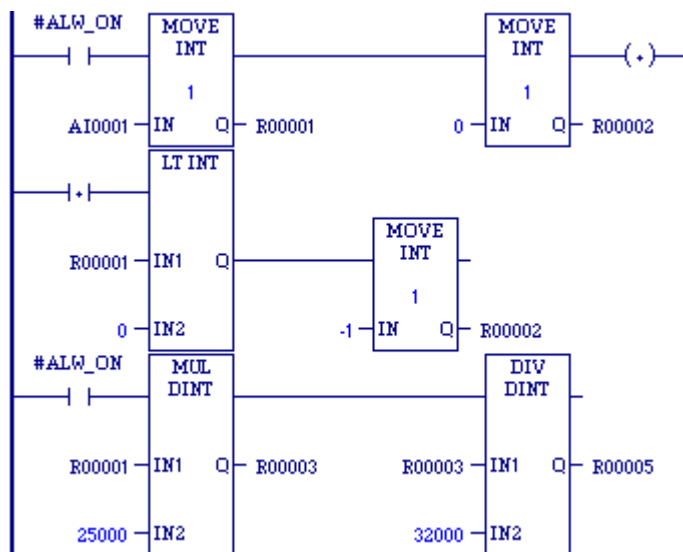 #ALW_ON MOVE INT MOVE INT
1 1
AI0001 IN Q R00001 0 IN Q R00002
LT INT
R00001 IN1 Q MOVE INT
1
0 IN2 -1 IN Q R00002
#ALW_ON MUL DINT DIV DINT
R00001 IN1 Q R00003 R00003 IN1 Q R00005
25000 IN2 32000 IN2